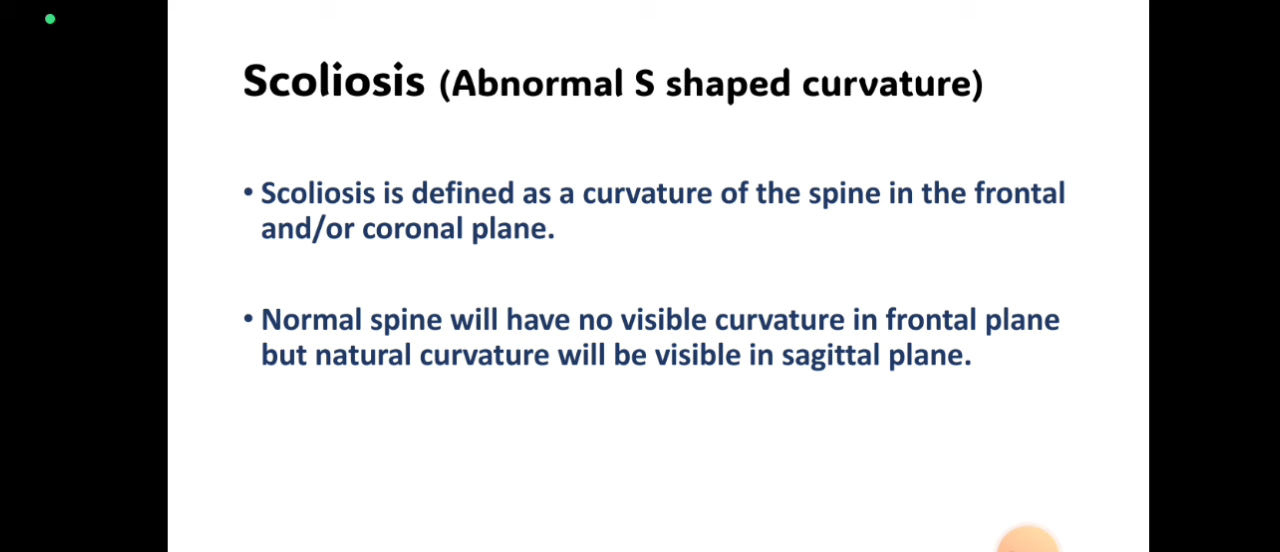 Scoliosis (Abnormal S shaped curvature)
• Scoliosis is defined as a curvature of the spine in the frontal
and/or coronal plane.
• Normal spine will have no visible curvature in frontal plane
but natural curvature will be visible in sagittal plane.